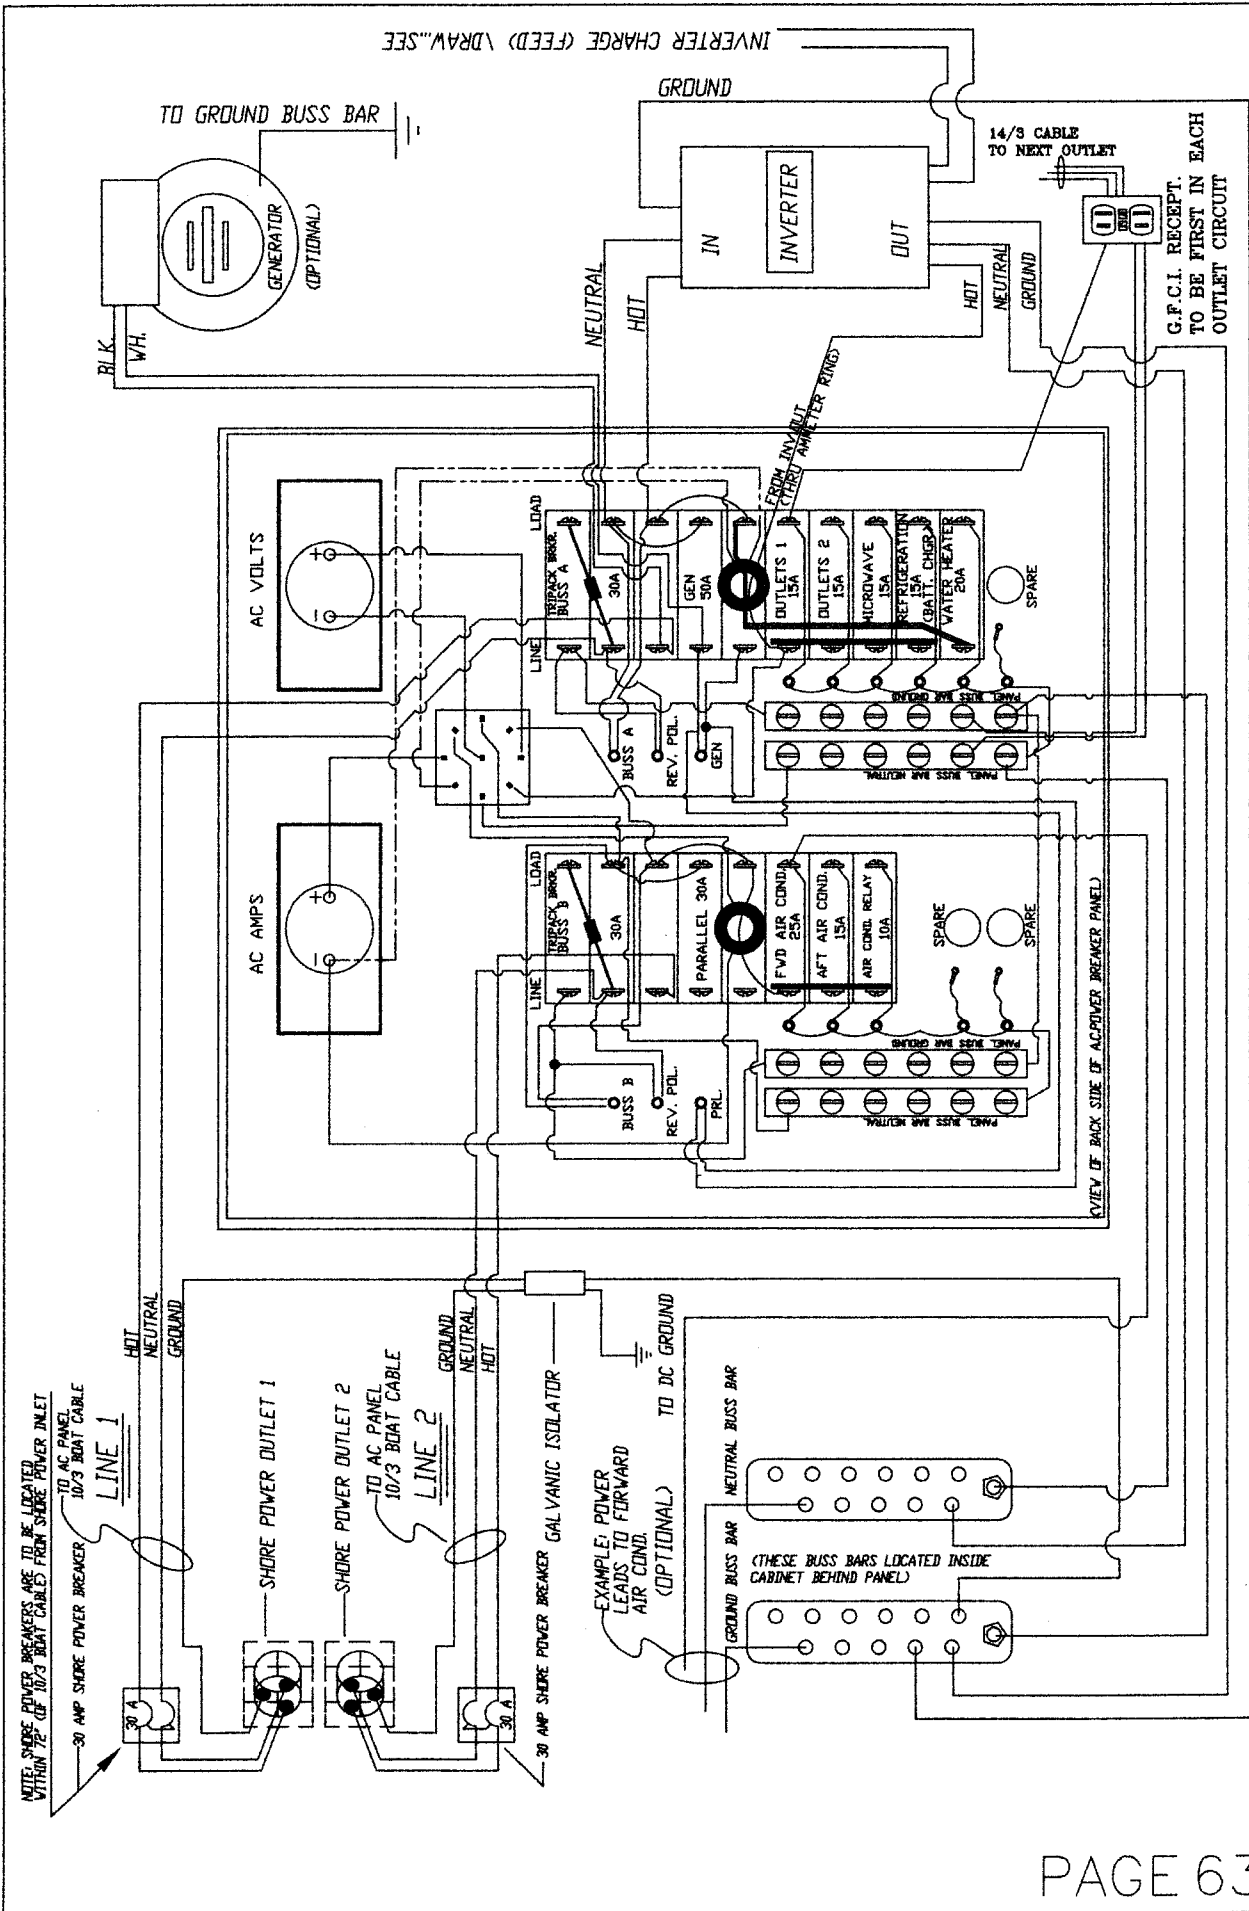 INVERTER CHARGE (FEED) \DRAW...SEE
TO GROUND BUSS BAR
GROUND
14/3 CABLE
TO NEXT OUTLET
GENERATOR
(OPTIONAL)
BLK.
WH.
NEUTRAL
HOT
IN
INVERTER
OUT
HOT
NEUTRAL
GROUND
G.F.C.I. RECEPT.
TO BE FIRST IN EACH
OUTLET CIRCUIT
AC VOLTS
+
-
LOAD
LINE
TRIPACK BRKR.
BUSS A
30A
GEN
50A
FROM INV OUT
(THRU AMMETER RING)
OUTLETS 1
15A
OUTLETS 2
15A
MICROWAVE
15A
REFRIGERATION
15A
(BATT. CHGR.)
WATER HEATER
20A
SPARE
PANEL BUSS BAR GROUND
PANEL BUSS BAR NEUTRAL
BUSS A
REV. POL.
GEN
AC AMPS
+
-
LOAD
LINE
TRIPACK BRKR.
BUSS B
30A
PARALLEL 30A
FWD AIR COND.
25A
AFT AIR COND.
15A
AIR COND. RELAY
10A
SPARE
SPARE
PANEL BUSS BAR GROUND
PANEL BUSS BAR NEUTRAL
BUSS B
REV. POL.
PRL.
(VIEW OF BACK SIDE OF AC POWER BREAKER PANEL)
HOT
NEUTRAL
GROUND
NOTE: SHORE POWER BREAKERS ARE TO BE LOCATED
WITHIN 72" (OF 10/3 BOAT CABLE) FROM SHORE POWER INLET
TO AC PANEL
10/3 BOAT CABLE
LINE 1
30 AMP SHORE POWER BREAKER
30 A
SHORE POWER OUTLET 1
SHORE POWER OUTLET 2
TO AC PANEL
10/3 BOAT CABLE
LINE 2
GROUND
NEUTRAL
HOT
30 A
30 AMP SHORE POWER BREAKER
GALVANIC ISOLATOR
TO DC GROUND
EXAMPLE: POWER
LEADS TO FORWARD
AIR COND.
(OPTIONAL)
NEUTRAL BUSS BAR
GROUND BUSS BAR
(THESE BUSS BARS LOCATED INSIDE
CABINET BEHIND PANEL)
PAGE 63